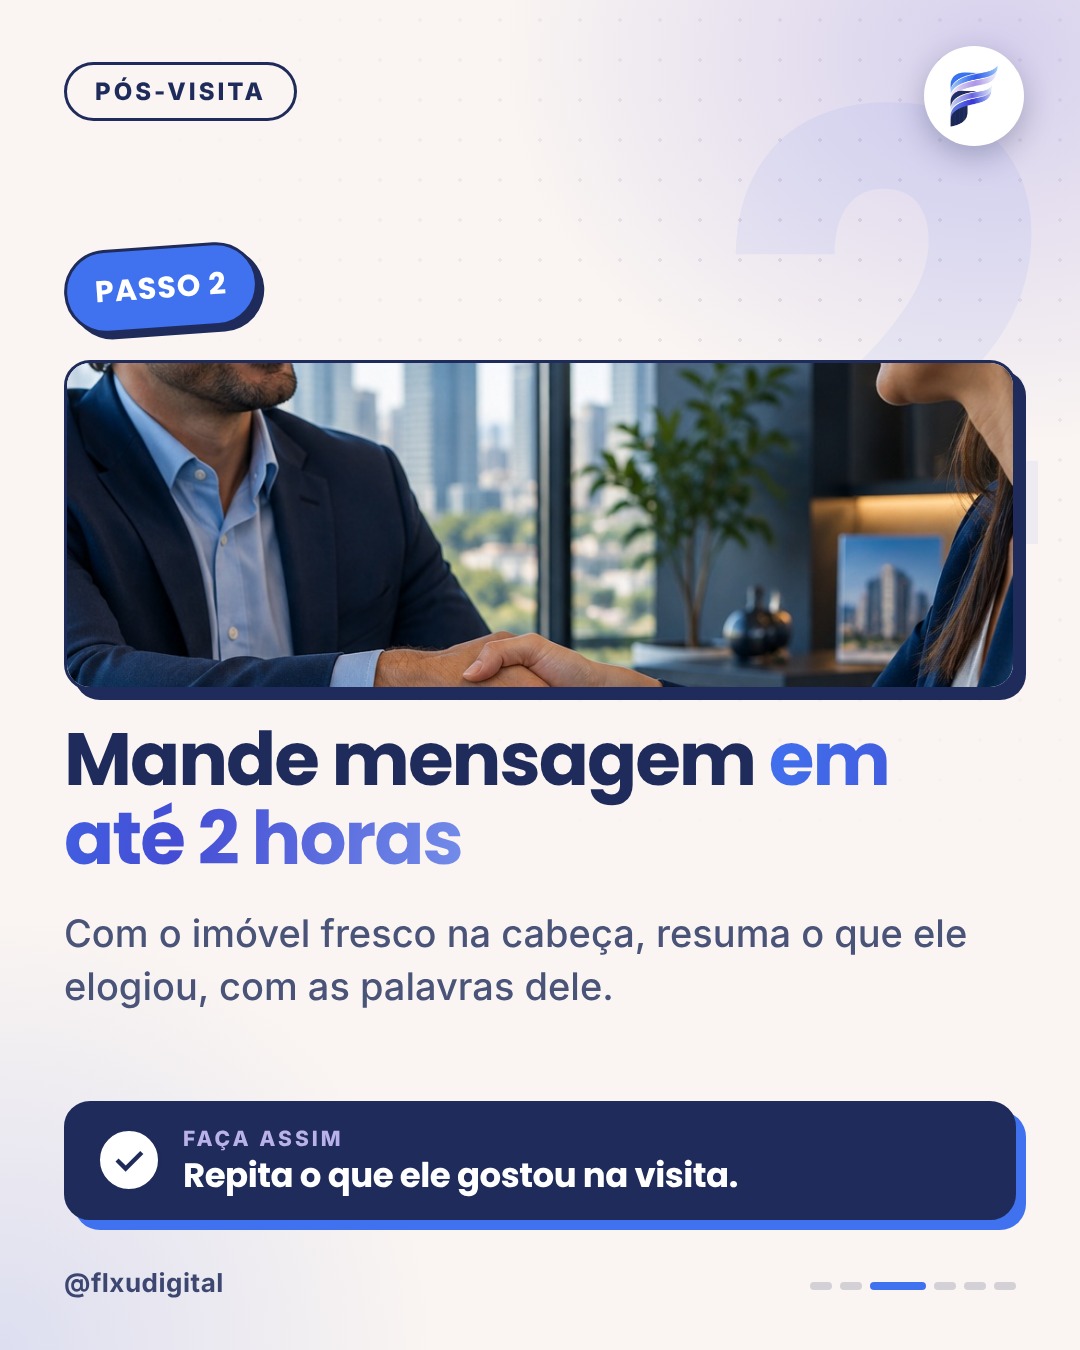 PÓS-VISITA
2
PASSO 2
Mande mensagem em
até 2 horas
Com o imóvel fresco na cabeça, resuma o que ele
elogiou, com as palavras dele.
FAÇA ASSIM
Repita o que ele gostou na visita.
@flxudigital